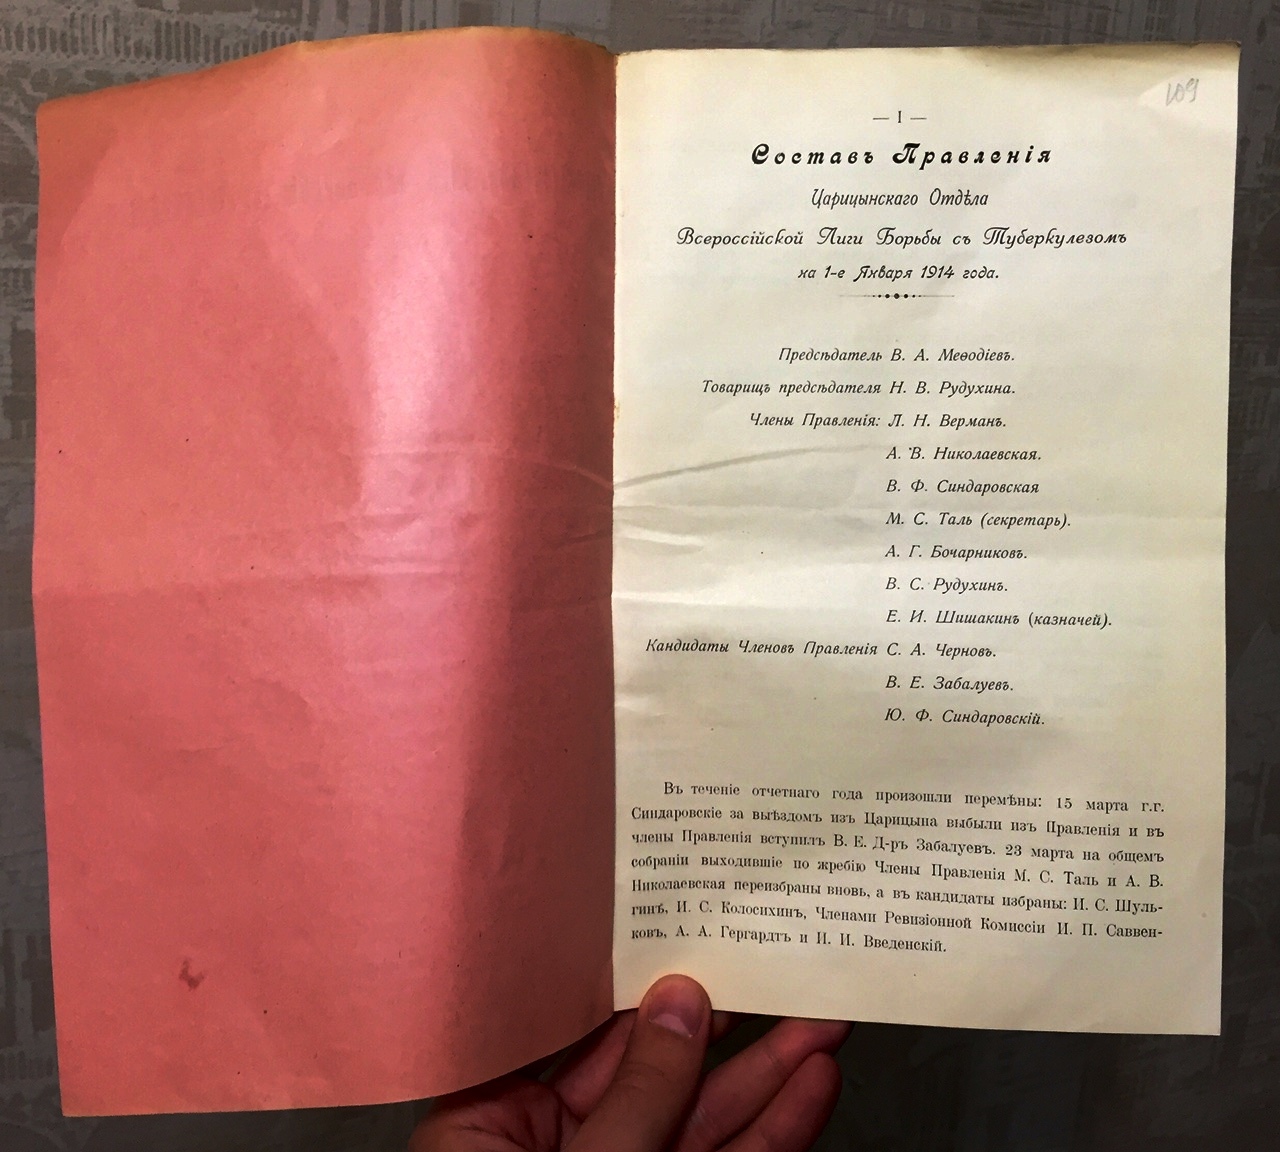 109
— I —
Составъ Правленія
Царицынскаго Отдѣла
Всероссійской Лиги Борьбы съ Туберкулезомъ
на 1-е Января 1914 года.
Предсѣдатель В. А. Меѳодіевъ.
Товарищъ предсѣдателя Н. В. Рудухина.
Члены Правленія: Л. Н. Верманъ.
А. В. Николаевская.
В. Ф. Синдаровская
М. С. Таль (секретарь).
А. Г. Бочарниковъ.
В. С. Рудухинъ.
Е. И. Шишакинъ (казначей).
Кандидаты Членовъ Правленія С. А. Черновъ.
В. Е. Забалуевъ.
Ю. Ф. Синдаровскій.
Въ теченіе отчетнаго года произошли перемѣны: 15 марта г.г.
Синдаровскіе за выѣздомъ изъ Царицына выбыли изъ Правленія и въ
члены Правленія вступилъ В. Е. Д-ръ Забалуевъ. 23 марта на общемъ
собраніи выходившіе по жребію Члены Правленія М. С. Таль и А. В.
Николаевская переизбраны вновь, а въ кандидаты избраны: И. С. Шуль-
гинъ, И. С. Колосихинъ, Членами Ревизіонной Комиссіи И. П. Саввен-
ковъ, А. А. Гергардтъ и И. И. Введенскій.